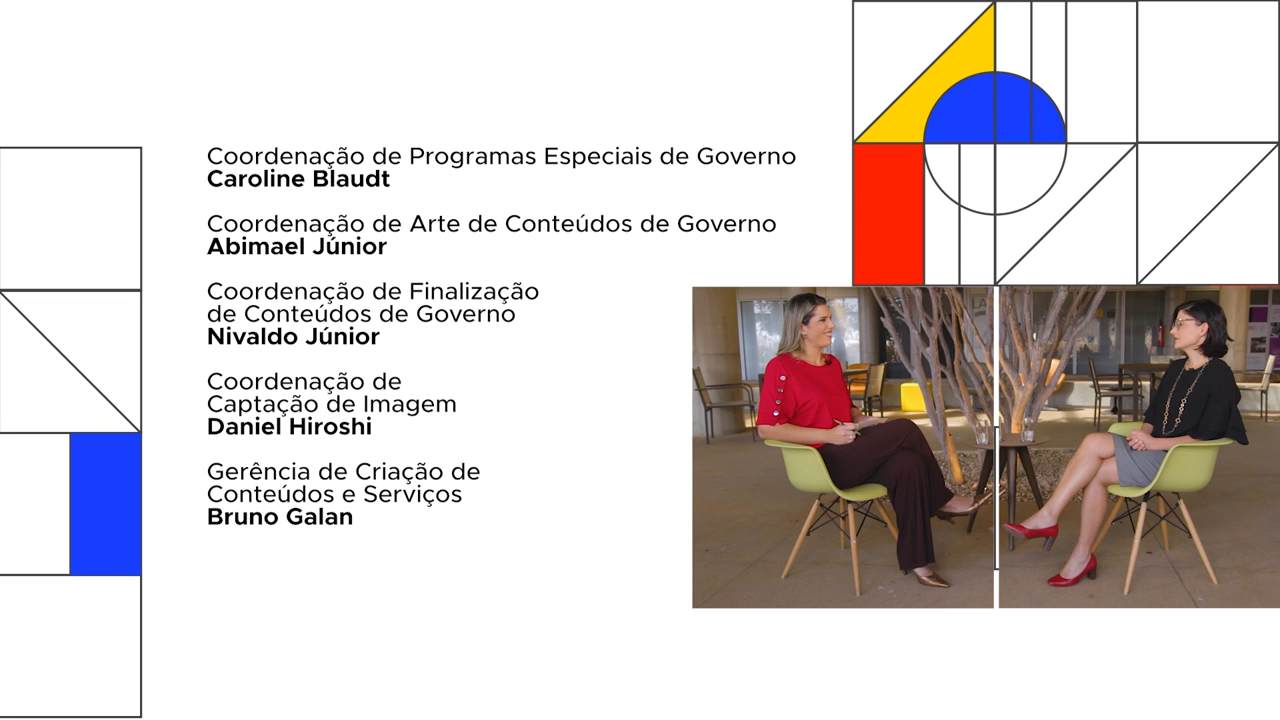 Coordenação de Programas Especiais de Governo
Caroline Blaudt
Coordenação de Arte de Conteúdos de Governo
Abimael Júnior
Coordenação de Finalização
de Conteúdos de Governo
Nivaldo Júnior
Coordenação de
Captação de Imagem
Daniel Hiroshi
Gerência de Criação de
Conteúdos e Serviços
Bruno Galan